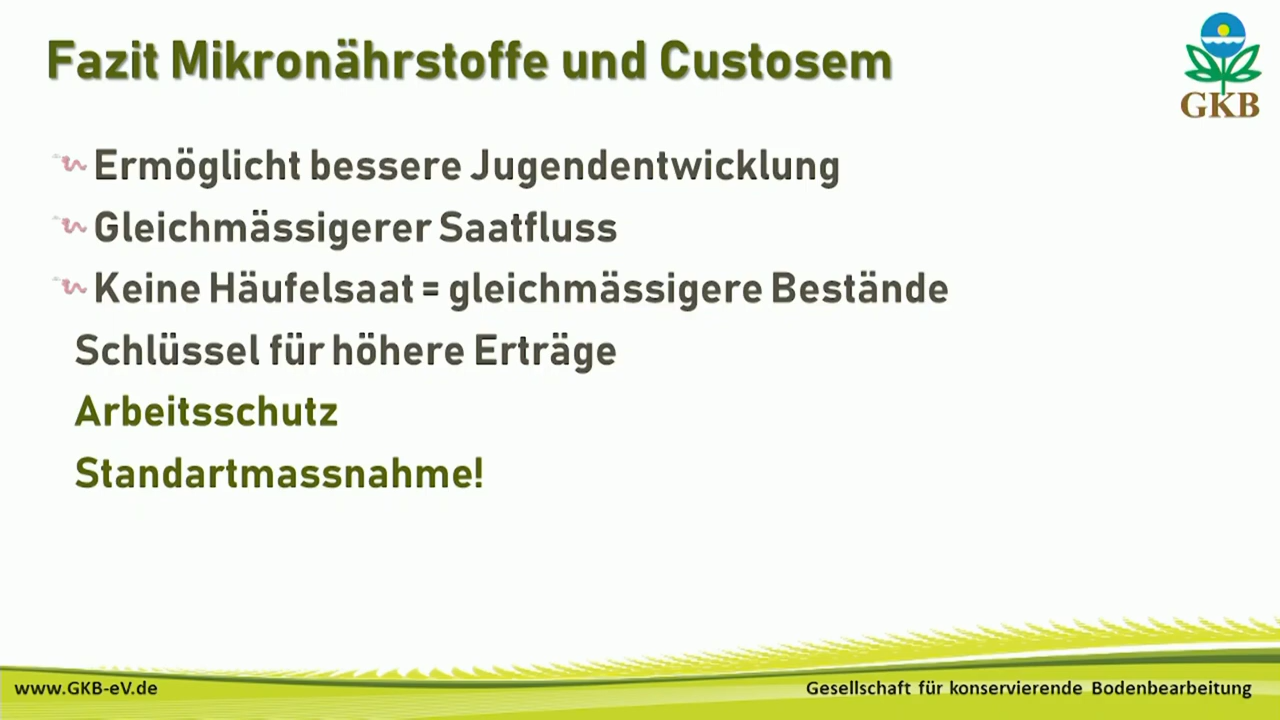 Fazit Mikronährstoffe und Custosem
GKB
Ermöglicht bessere Jugendentwicklung
Gleichmässigerer Saatfluss
Keine Häufelsaat = gleichmässigere Bestände
Schlüssel für höhere Erträge
Arbeitsschutz
Standartmassnahme!
www.GKB-eV.de
Gesellschaft für konservierende Bodenbearbeitung